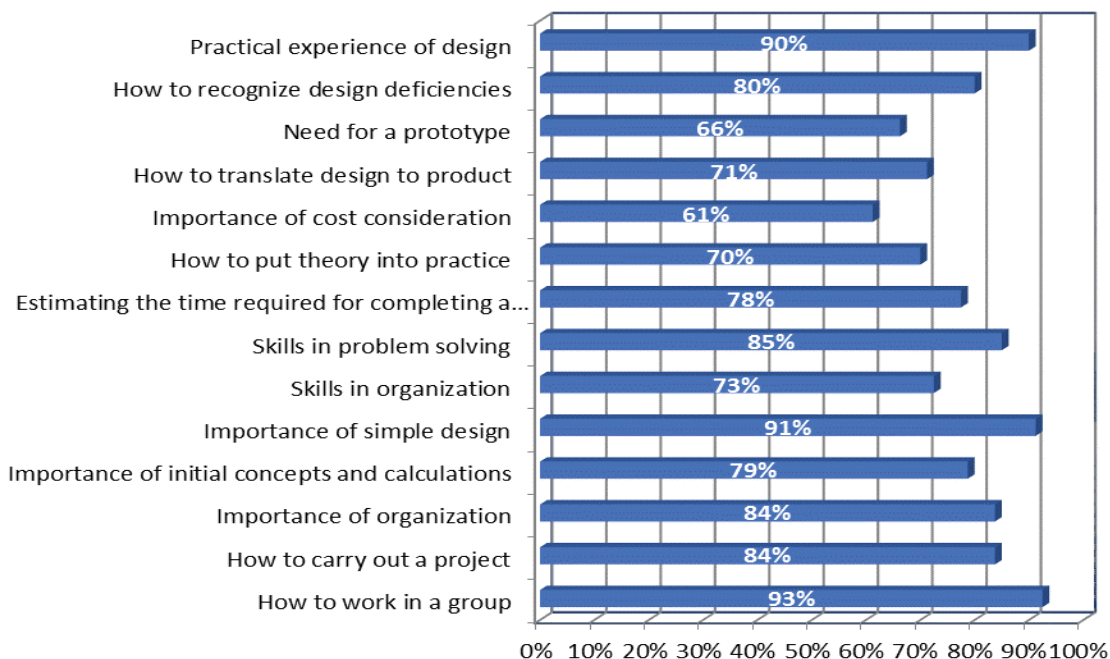 Practical experience of design 90%
How to recognize design deficiencies 80%
Need for a prototype 66%
How to translate design to product 71%
Importance of cost consideration 61%
How to put theory into practice 70%
Estimating the time required for completing a... 78%
Skills in problem solving 85%
Skills in organization 73%
Importance of simple design 91%
Importance of initial concepts and calculations 79%
Importance of organization 84%
How to carry out a project 84%
How to work in a group 93%
0% 10% 20% 30% 40% 50% 60% 70% 80% 90% 100%